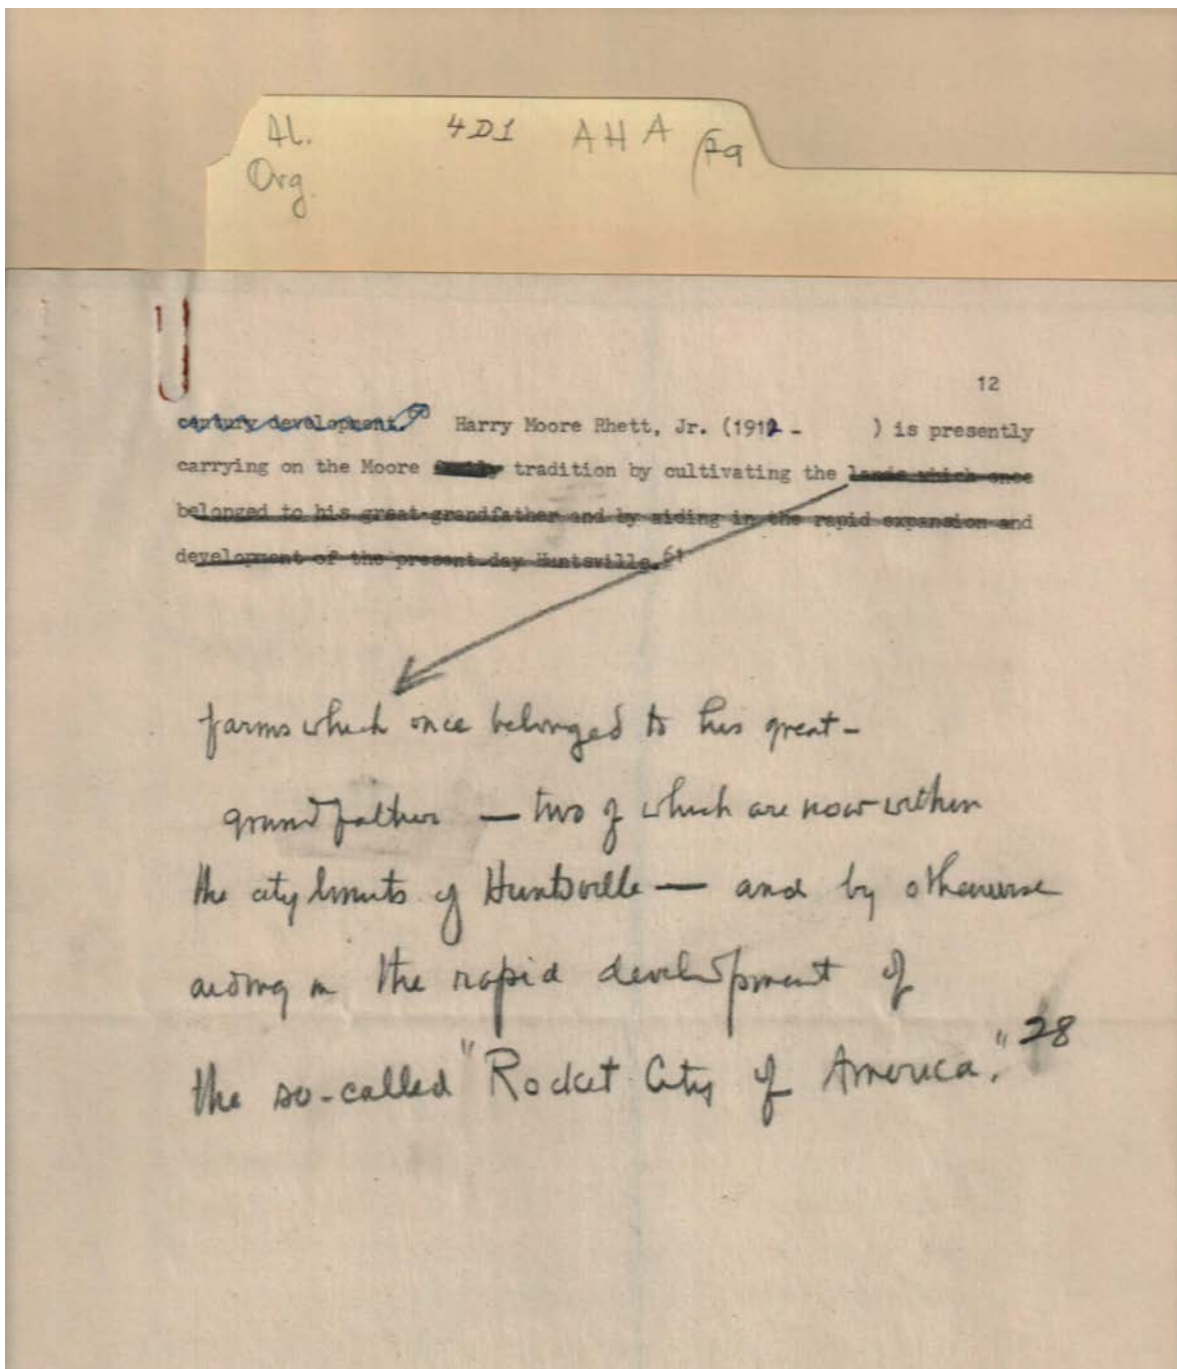 Al. 4D1 AHA
Org.
12
century development.60 Harry Moore Rhett, Jr. (1912 - ) is presently
carrying on the Moore family tradition by cultivating the lands which once
belonged to his great-grandfather and by aiding in the rapid expansion and
development of the present day Huntsville.61
farms which once belonged to his great-
grandfather — two of which are now within
the city limits of Huntsville — and by otherwise
aiding in the rapid development of
the so-called "Rocket City of America." 28